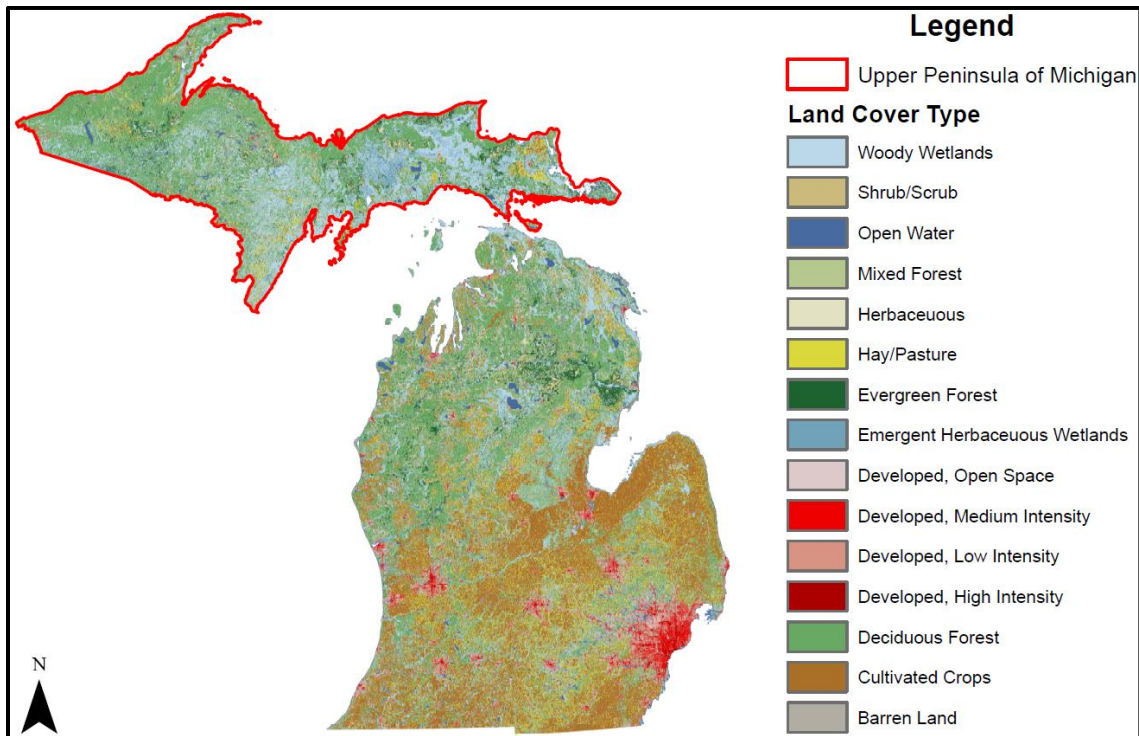 Legend
Upper Peninsula of Michigan
Land Cover Type
Woody Wetlands
Shrub/Scrub
Open Water
Mixed Forest
Herbaceuous
Hay/Pasture
Evergreen Forest
Emergent Herbaceuous Wetlands
Developed, Open Space
Developed, Medium Intensity
Developed, Low Intensity
Developed, High Intensity
Deciduous Forest
Cultivated Crops
Barren Land
N